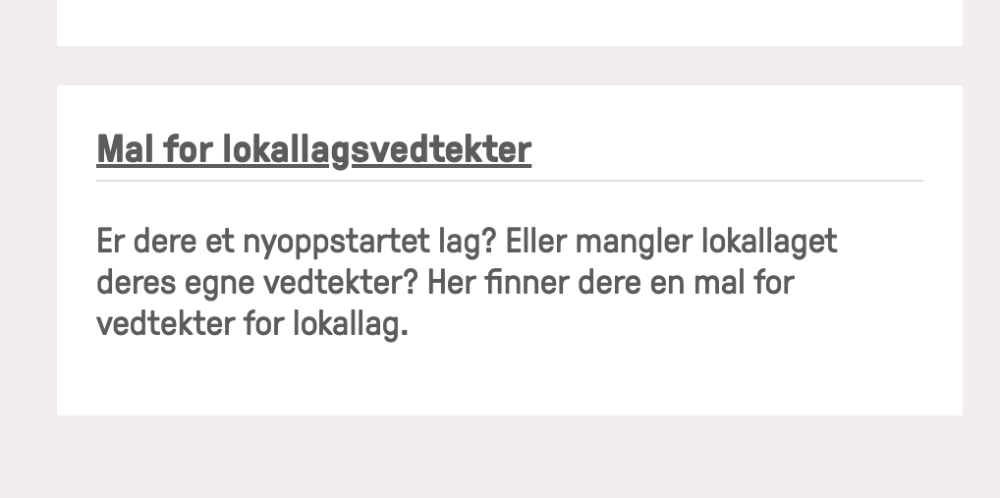 Mal for lokallagsvedtekter
Er dere et nyoppstartet lag? Eller mangler lokallaget
deres egne vedtekter? Her finner dere en mal for
vedtekter for lokallag.